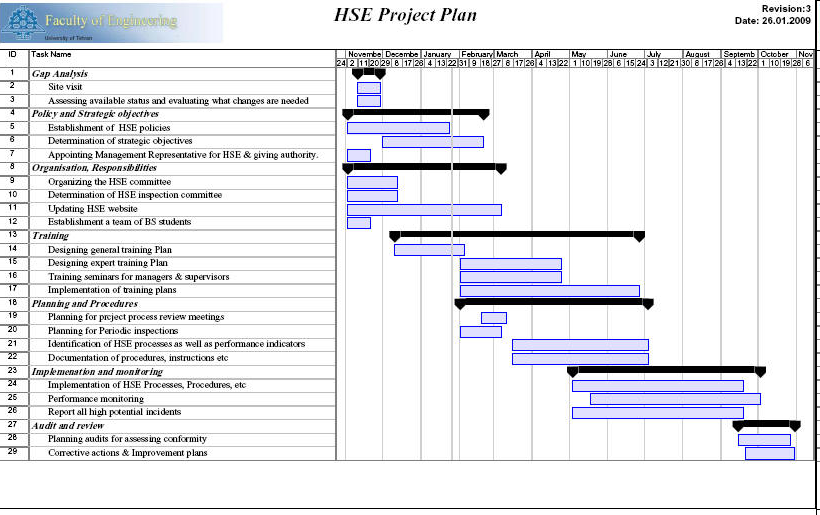 Faculty of Engineering
University of Tehran
HSE Project Plan
Revision:3
Date: 26.01.2009
ID Task Name
Novembe Decembe January February March April May June July August Septemb October Nov
24 2 11 20 29 8 17 26 4 13 22 31 9 18 27 8 17 26 4 13 22 1 10 19 28 6 15 24 3 12 21 30 8 17 26 4 13 22 1 10 19 28 6
1 Gap Analysis
2 Site visit
3 Assessing available status and evaluating what changes are needed
4 Policy and Strategic objectives
5 Establishment of HSE policies
6 Determination of strategic objectives
7 Appointing Management Representative for HSE & giving authority.
8 Organisation, Responsibilities
9 Organizing the HSE committee
10 Determination of HSE inspection committee
11 Updating HSE website
12 Establishment a team of BS students
13 Training
14 Designing general training Plan
15 Designing expert training Plan
16 Training seminars for managers & supervisors
17 Implementation of training plans
18 Planning and Procedures
19 Planning for project process review meetings
20 Planning for Periodic inspections
21 Identification of HSE processes as well as performance indicators
22 Documentation of procedures, instructions etc
23 Implemenation and monitoring
24 Implementation of HSE Processes, Procedures, etc
25 Performance monitoring
26 Report all high potential incidents
27 Audit and review
28 Planning audits for assessing conformity
29 Corrective actions & Improvement plans